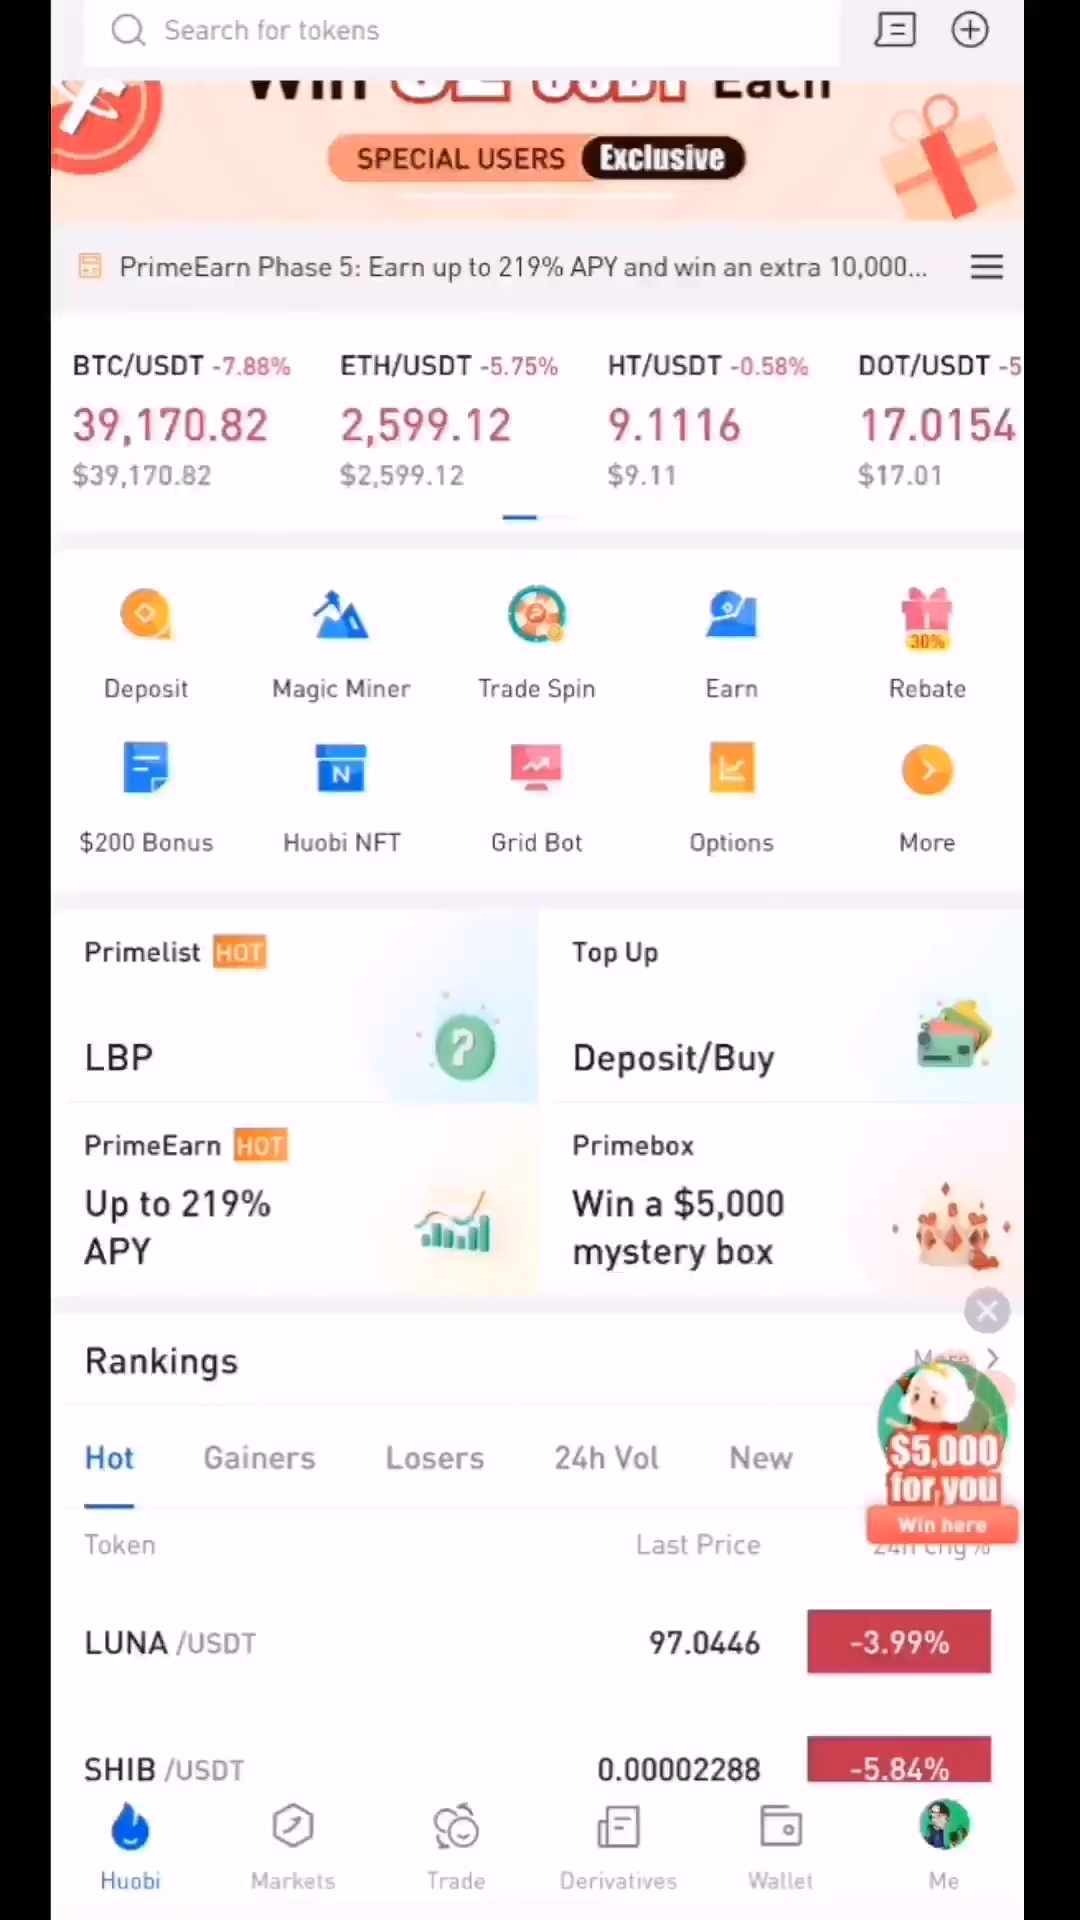 Search for tokens
Win Each
SPECIAL USERS Exclusive
PrimeEarn Phase 5: Earn up to 219% APY and win an extra 10,000...
BTC/USDT -7.88% ETH/USDT -5.75% HT/USDT -0.58% DOT/USDT -5
39,170.82 2,599.12 9.1116 17.0154
$39,170.82 $2,599.12 $9.11 $17.01
Deposit Magic Miner Trade Spin Earn Rebate
30%
N
$200 Bonus Huobi NFT Grid Bot Options More
Primelist HOT
LBP
?
Top Up
Deposit/Buy
PrimeEarn HOT
Up to 219%
APY
Primebox
Win a $5,000
mystery box
Rankings More
Hot Gainers Losers 24h Vol New
$5,000
for you
Win here
Token Last Price 24h Chg%
LUNA /USDT 97.0446 -3.99%
SHIB /USDT 0.00002288 -5.84%
Huobi Markets Trade Derivatives Wallet Me